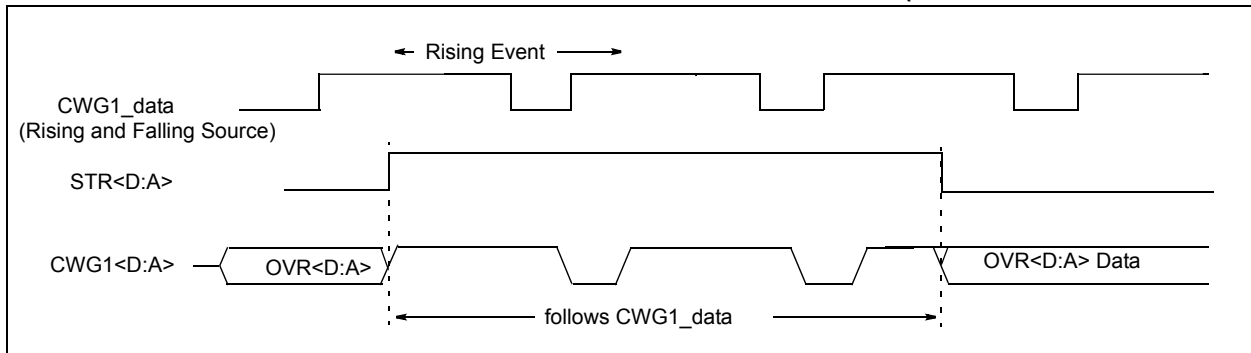 Rising Event
CWG1_data
(Rising and Falling Source)
STR<D:A>
CWG1<D:A>
OVR<D:A>
OVR<D:A> Data
follows CWG1_data